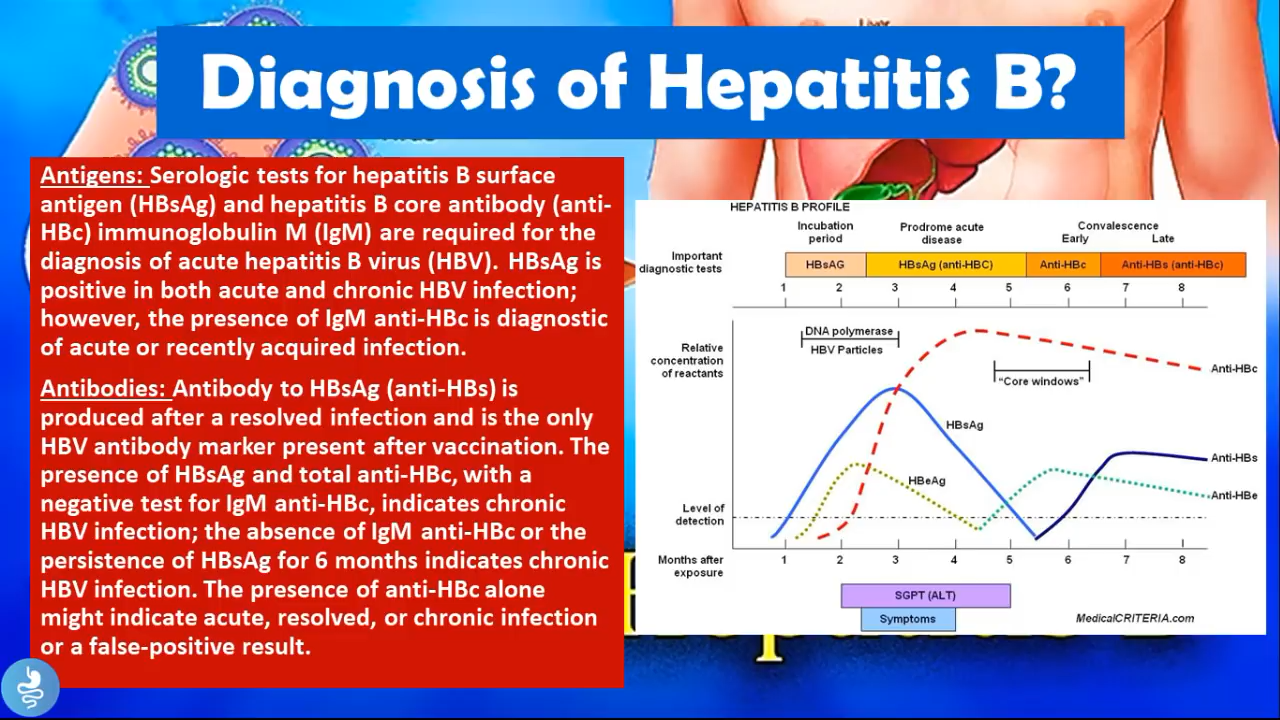 Liver
Diagnosis of Hepatitis B?
Antigens: Serologic tests for hepatitis B surface
antigen (HBsAg) and hepatitis B core antibody (anti-
HBc) immunoglobulin M (IgM) are required for the
diagnosis of acute hepatitis B virus (HBV). HBsAg is
positive in both acute and chronic HBV infection;
however, the presence of IgM anti-HBc is diagnostic
of acute or recently acquired infection.
Antibodies: Antibody to HBsAg (anti-HBs) is
produced after a resolved infection and is the only
HBV antibody marker present after vaccination. The
presence of HBsAg and total anti-HBc, with a
negative test for IgM anti-HBc, indicates chronic
HBV infection; the absence of IgM anti-HBc or the
persistence of HBsAg for 6 months indicates chronic
HBV infection. The presence of anti-HBc alone
might indicate acute, resolved, or chronic infection
or a false-positive result.
HEPATITIS B PROFILE
Incubation
period
Prodrome acute
disease
Convalescence
Early Late
Important
diagnostic tests
HBsAG
HBsAg (anti-HBC)
Anti-HBc
Anti-HBs (anti-HBc)
1 2 3 4 5 6 7 8
Relative
concentration
of reactants
DNA polymerase
HBV Particles
"Core windows"
Anti-HBc
HBsAg
HBeAg
Anti-HBs
Anti-HBe
Level of
detection
Months after
exposure
1 2 3 4 5 6 7 8
SGPT (ALT)
Symptoms
MedicalCRITERIA.com